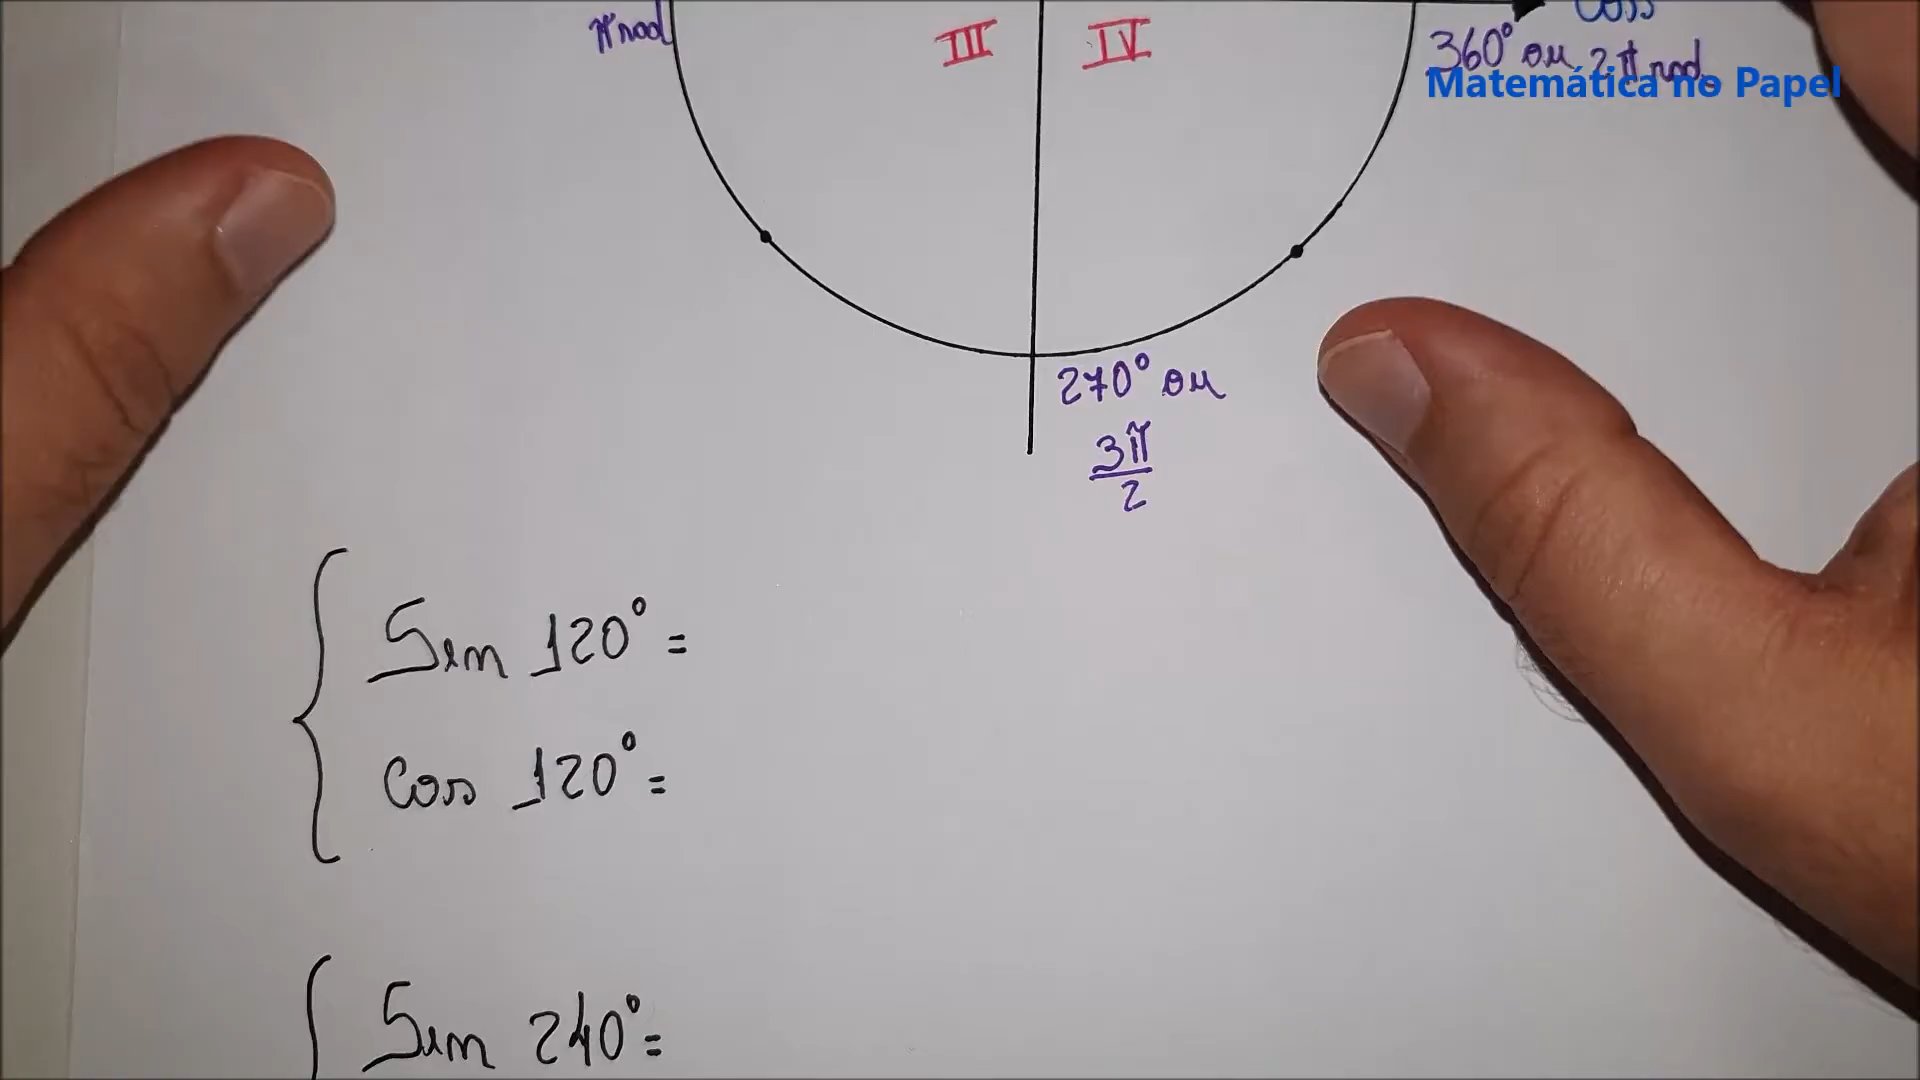 π rad
III
IV
Coss
360° ou 2π rad
Matemática no Papel
270° ou
3π
2
Sen 120° =
Cos 120° =
Sen 240° =